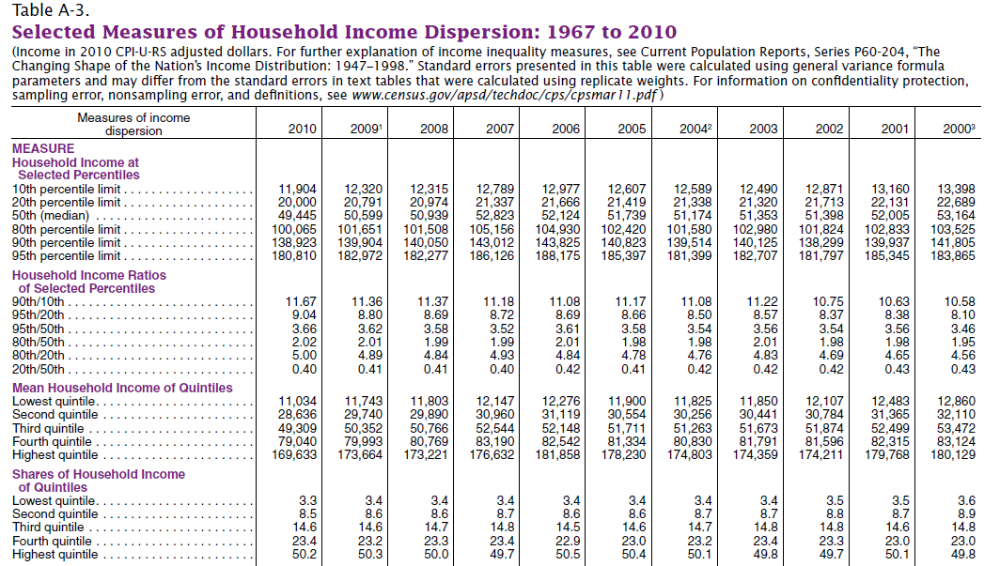 Table A-3.
Selected Measures of Household Income Dispersion: 1967 to 2010
(Income in 2010 CPI-U-RS adjusted dollars. For further explanation of income inequality measures, see Current Population Reports, Series P60-204, “The
Changing Shape of the Nation’s Income Distribution: 1947–1998.” Standard errors presented in this table were calculated using general variance formula
parameters and may differ from the standard errors in text tables that were calculated using replicate weights. For information on confidentiality protection,
sampling error, nonsampling error, and definitions, see www.census.gov/apsd/techdoc/cps/cpsmar11.pdf)
Measures of income
dispersion 2010 2009¹ 2008 2007 2006 2005 2004² 2003 2002 2001 2000³
MEASURE
Household Income at
Selected Percentiles
10th percentile limit . . . . . . . . . . . . . . . . . . 11,904 12,320 12,315 12,789 12,977 12,607 12,589 12,490 12,871 13,160 13,398
20th percentile limit . . . . . . . . . . . . . . . . . . 20,000 20,791 20,974 21,337 21,666 21,419 21,338 21,320 21,713 22,131 22,689
50th (median) . . . . . . . . . . . . . . . . . . . . . . 49,445 50,599 50,939 52,823 52,124 51,739 51,174 51,353 51,398 52,005 53,164
80th percentile limit . . . . . . . . . . . . . . . . . . 100,065 101,651 101,508 105,156 104,930 102,420 101,580 102,980 101,824 102,833 103,525
90th percentile limit . . . . . . . . . . . . . . . . . . 138,923 139,904 140,050 143,012 143,825 140,823 139,514 140,125 138,299 139,937 141,805
95th percentile limit . . . . . . . . . . . . . . . . . . 180,810 182,972 182,277 186,126 188,175 185,397 181,399 182,707 181,797 185,345 183,865
Household Income Ratios
of Selected Percentiles
90th/10th . . . . . . . . . . . . . . . . . . . . . . . . . . 11.67 11.36 11.37 11.18 11.08 11.17 11.08 11.22 10.75 10.63 10.58
95th/20th . . . . . . . . . . . . . . . . . . . . . . . . . . 9.04 8.80 8.69 8.72 8.69 8.66 8.50 8.57 8.37 8.38 8.10
95th/50th . . . . . . . . . . . . . . . . . . . . . . . . . . 3.66 3.62 3.58 3.52 3.61 3.58 3.54 3.56 3.54 3.56 3.46
80th/50th . . . . . . . . . . . . . . . . . . . . . . . . . . 2.02 2.01 1.99 1.99 2.01 1.98 1.98 2.01 1.98 1.98 1.95
80th/20th . . . . . . . . . . . . . . . . . . . . . . . . . . 5.00 4.89 4.84 4.93 4.84 4.78 4.76 4.83 4.69 4.65 4.56
20th/50th . . . . . . . . . . . . . . . . . . . . . . . . . . 0.40 0.41 0.41 0.40 0.42 0.41 0.42 0.42 0.42 0.43 0.43
Mean Household Income of Quintiles
Lowest quintile. . . . . . . . . . . . . . . . . . . . . . . 11,034 11,743 11,803 12,147 12,276 11,900 11,825 11,850 12,107 12,483 12,860
Second quintile . . . . . . . . . . . . . . . . . . . . . . 28,636 29,740 29,890 30,960 31,119 30,554 30,256 30,441 30,784 31,365 32,110
Third quintile . . . . . . . . . . . . . . . . . . . . . . . . 49,309 50,352 50,766 52,544 52,148 51,711 51,263 51,673 51,874 52,499 53,472
Fourth quintile . . . . . . . . . . . . . . . . . . . . . . . 79,040 79,993 80,769 83,190 82,542 81,334 80,830 81,791 81,596 82,315 83,124
Highest quintile . . . . . . . . . . . . . . . . . . . . . . 169,633 173,664 173,221 176,632 181,858 178,230 174,803 174,359 174,211 179,768 180,129
Shares of Household Income
of Quintiles
Lowest quintile. . . . . . . . . . . . . . . . . . . . . . . 3.3 3.4 3.4 3.4 3.4 3.4 3.4 3.4 3.5 3.5 3.6
Second quintile . . . . . . . . . . . . . . . . . . . . . . 8.5 8.6 8.6 8.7 8.6 8.6 8.7 8.7 8.8 8.7 8.9
Third quintile . . . . . . . . . . . . . . . . . . . . . . . . 14.6 14.6 14.7 14.8 14.5 14.6 14.7 14.8 14.8 14.6 14.8
Fourth quintile . . . . . . . . . . . . . . . . . . . . . . . 23.4 23.2 23.3 23.4 22.9 23.0 23.2 23.4 23.3 23.0 23.0
Highest quintile . . . . . . . . . . . . . . . . . . . . . . 50.2 50.3 50.0 49.7 50.5 50.4 50.1 49.8 49.7 50.1 49.8